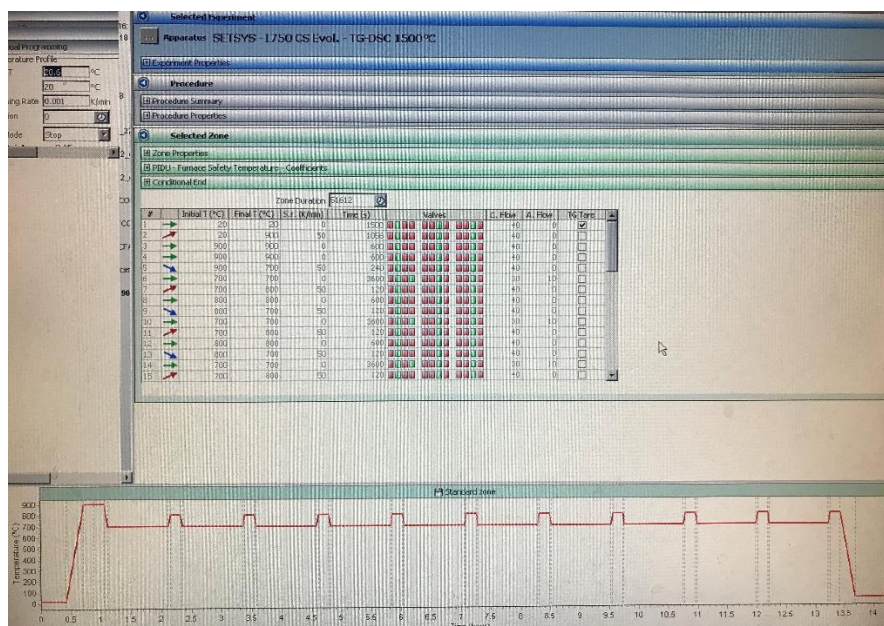 Selected Experiment
Apparatus SETSYS - 1750 CS Evol. - TG-DSC 1500°C
Experiment Properties
Procedure
Procedure Summary
Procedure Properties
Selected Zone
Zone Properties
PIDU - Furnace Safety Temperature - Coefficients
Conditional End
20.6 °C
20 °C
0.001 K/min
0
Stop
Zone Duration 51612
# Initial T (°C) Final T (°C) S.r. (K/min) Time (s) Valves C. Flow A. Flow TG Tare
1 20 20 0 1500 40 0
2 20 900 50 1056 40 0
3 900 900 0 600 40 0
4 900 900 0 600 40 0
5 900 700 50 240 40 0
6 700 700 0 3600 30 10
7 700 800 50 120 40 0
8 800 800 0 600 40 0
9 800 700 50 120 40 0
10 700 700 0 3600 30 10
11 700 800 50 120 40 0
12 800 800 0 600 40 0
13 800 700 50 120 40 0
14 700 700 0 3600 30 10
15 700 800 50 120 40 0
Standard zone
Temperature (°C)
900
800
700
600
500
400
300
200
100
0
0 0.5 1 1.5 2 2.5 3 3.5 4 4.5 5 5.5 6 6.5 7 7.5 8 8.5 9 9.5 10 10.5 11 11.5 12 12.5 13 13.5 14